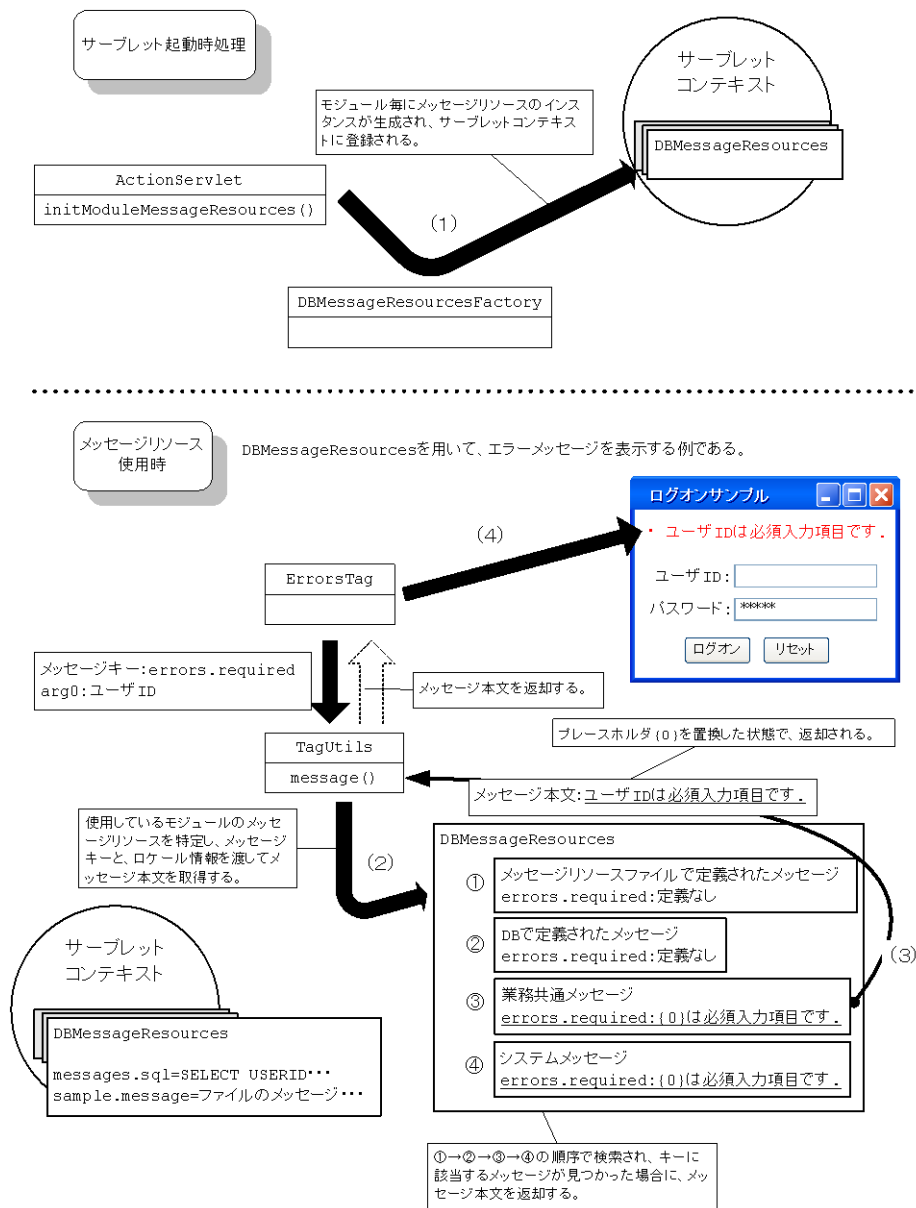 サーブレット起動時処理
サーブレット
コンテキスト
モジュール毎にメッセージリソースのインス
タンスが生成され、サーブレットコンテキス
トに登録される。
DBMessageResources
ActionServlet
initModuleMessageResources()
(1)
DBMessageResourcesFactory
メッセージリソース
使用時
DBMessageResourcesを用いて、エラーメッセージを表示する例である。
ログオンサンプル
・ ユーザIDは必須入力項目です.
(4)
ユーザID:
パスワード: *****
ログオン リセット
ErrorsTag
メッセージキー:errors.required
arg0:ユーザID
メッセージ本文を返却する。
プレースホルダ{0}を置換した状態で、返却される。
TagUtils
message()
メッセージ本文:ユーザIDは必須入力項目です.
使用しているモジュールのメッセ
ージリソースを特定し、メッセージ
キーと、ロケール情報を渡してメ
ッセージ本文を取得する。
(2)
DBMessageResources
① メッセージリソースファイルで定義されたメッセージ
errors.required:定義なし
② DBで定義されたメッセージ
errors.required:定義なし
(3)
③ 業務共通メッセージ
errors.required:{0}は必須入力項目です.
④ システムメッセージ
errors.required:{0}は必須入力項目です.
サーブレット
コンテキスト
DBMessageResources
messages.sql=SELECT USERID・・・
sample.message=ファイルのメッセージ・・・
①→②→③→④の順序で検索され、キーに
該当するメッセージが見つかった場合に、メッ
セージ本文を返却する。